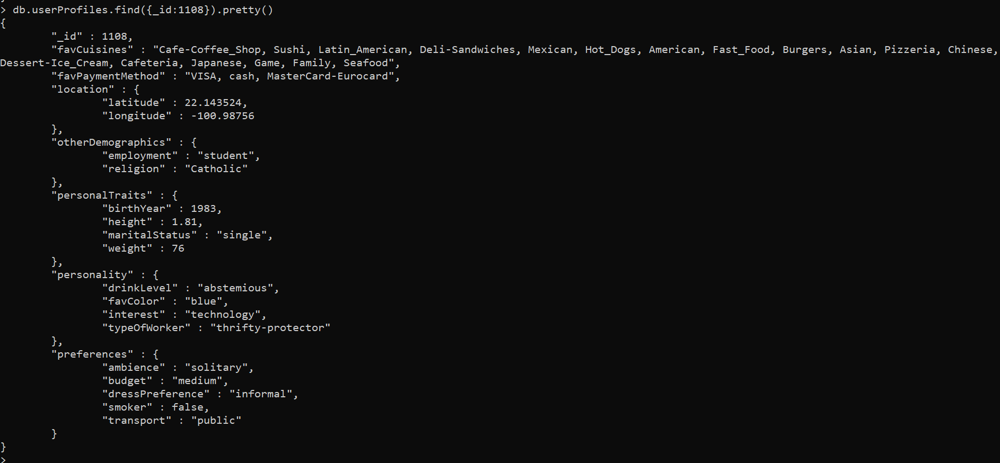 > db.userProfiles.find({_id:1108}).pretty()
{
        "_id" : 1108,
        "favCuisines" : "Cafe-Coffee_Shop, Sushi, Latin_American, Deli-Sandwiches, Mexican, Hot_Dogs, American, Fast_Food, Burgers, Asian, Pizzeria, Chinese,
Dessert-Ice_Cream, Cafeteria, Japanese, Game, Family, Seafood",
        "favPaymentMethod" : "VISA, cash, MasterCard-Eurocard",
        "location" : {
                "latitude" : 22.143524,
                "longitude" : -100.98756
        },
        "otherDemographics" : {
                "employment" : "student",
                "religion" : "Catholic"
        },
        "personalTraits" : {
                "birthYear" : 1983,
                "height" : 1.81,
                "maritalStatus" : "single",
                "weight" : 76
        },
        "personality" : {
                "drinkLevel" : "abstemious",
                "favColor" : "blue",
                "interest" : "technology",
                "typeOfWorker" : "thrifty-protector"
        },
        "preferences" : {
                "ambience" : "solitary",
                "budget" : "medium",
                "dressPreference" : "informal",
                "smoker" : false,
                "transport" : "public"
        }
}
>